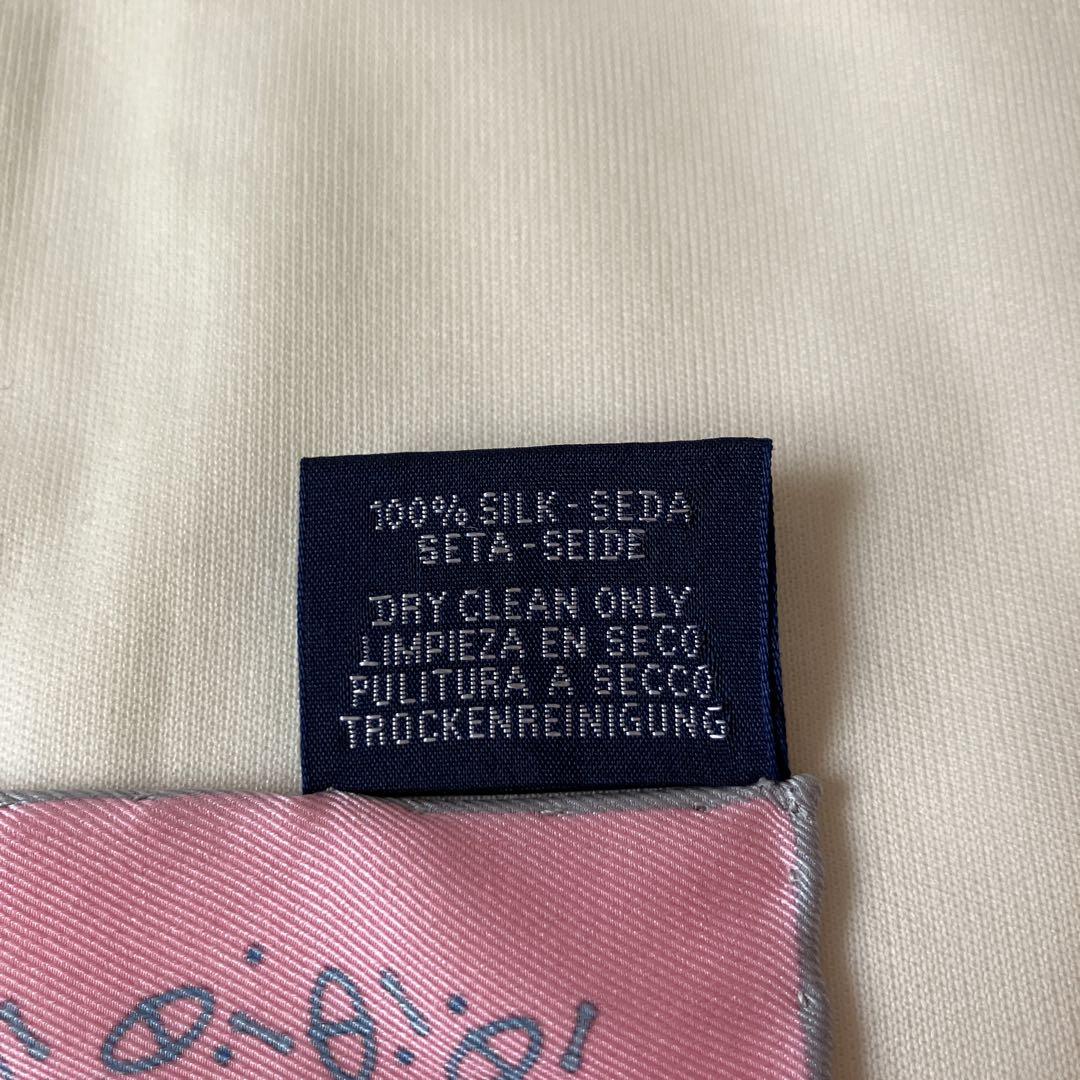 100% SILK - SEDA
SETA - SEIDE
DRY CLEAN ONLY
LIMPIEZA EN SECO
PULITURA A SECCO
TROCKENREINIGUNG